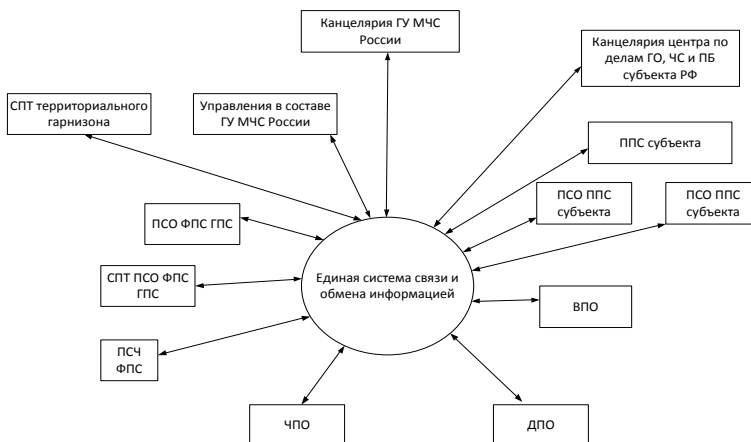 Канцелярия ГУ МЧС
России
Канцелярия центра по
делам ГО, ЧС и ПБ
субъекта РФ
СПТ территориального
гарнизона
Управления в составе
ГУ МЧС России
ППС субъекта
ПСО ППС
субъекта
ПСО ППС
субъекта
ПСО ФПС ГПС
Единая система связи и
обмена информацией
СПТ ПСО ФПС
ГПС
ВПО
ПСЧ
ФПС
ЧПО
ДПО